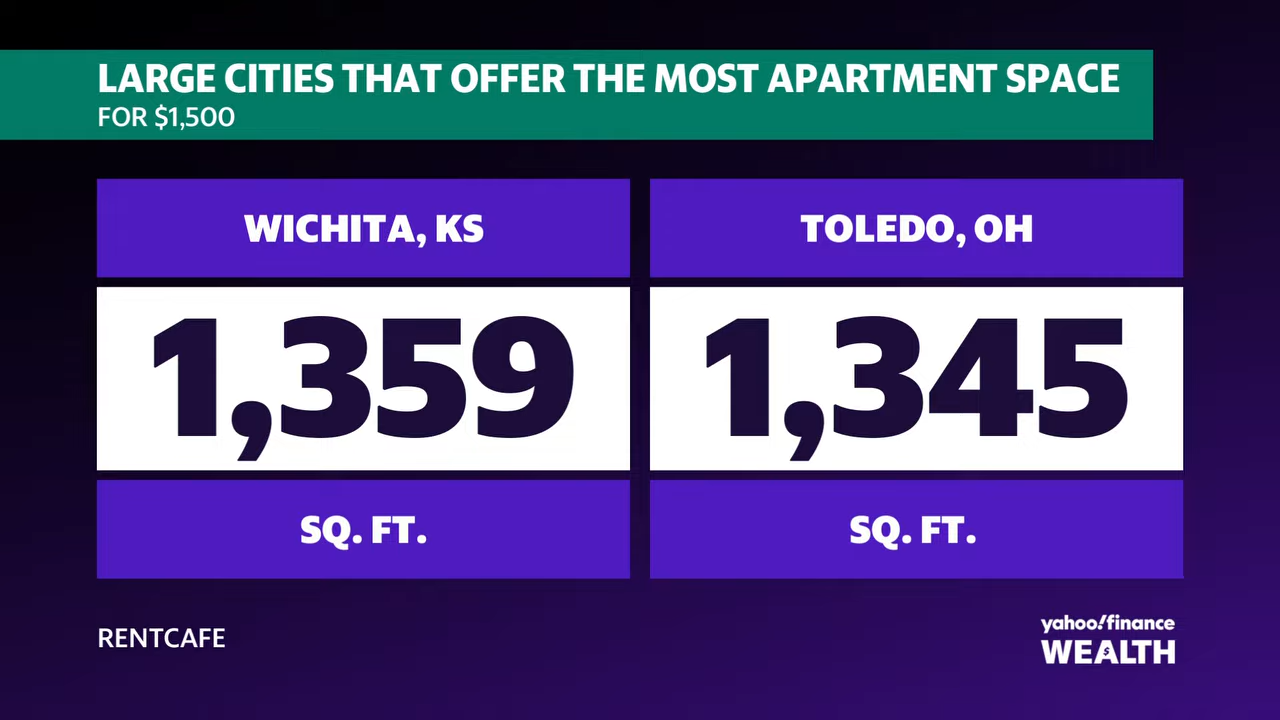 LARGE CITIES THAT OFFER THE MOST APARTMENT SPACE
FOR $1,500
WICHITA, KS
1,359
SQ. FT.
TOLEDO, OH
1,345
SQ. FT.
RENTCAFE
yahoo!finance
WEALTH